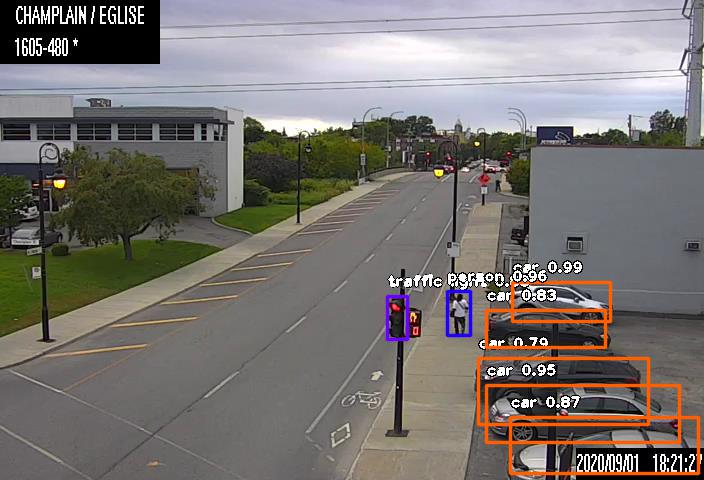 CHAMPLAIN / EGLISE
1605-480 *
car 0.99
person 0.96
traffic light 0.
car 0.83
car 0.79
car 0.95
car 0.87
2020/09/01 18:21:27